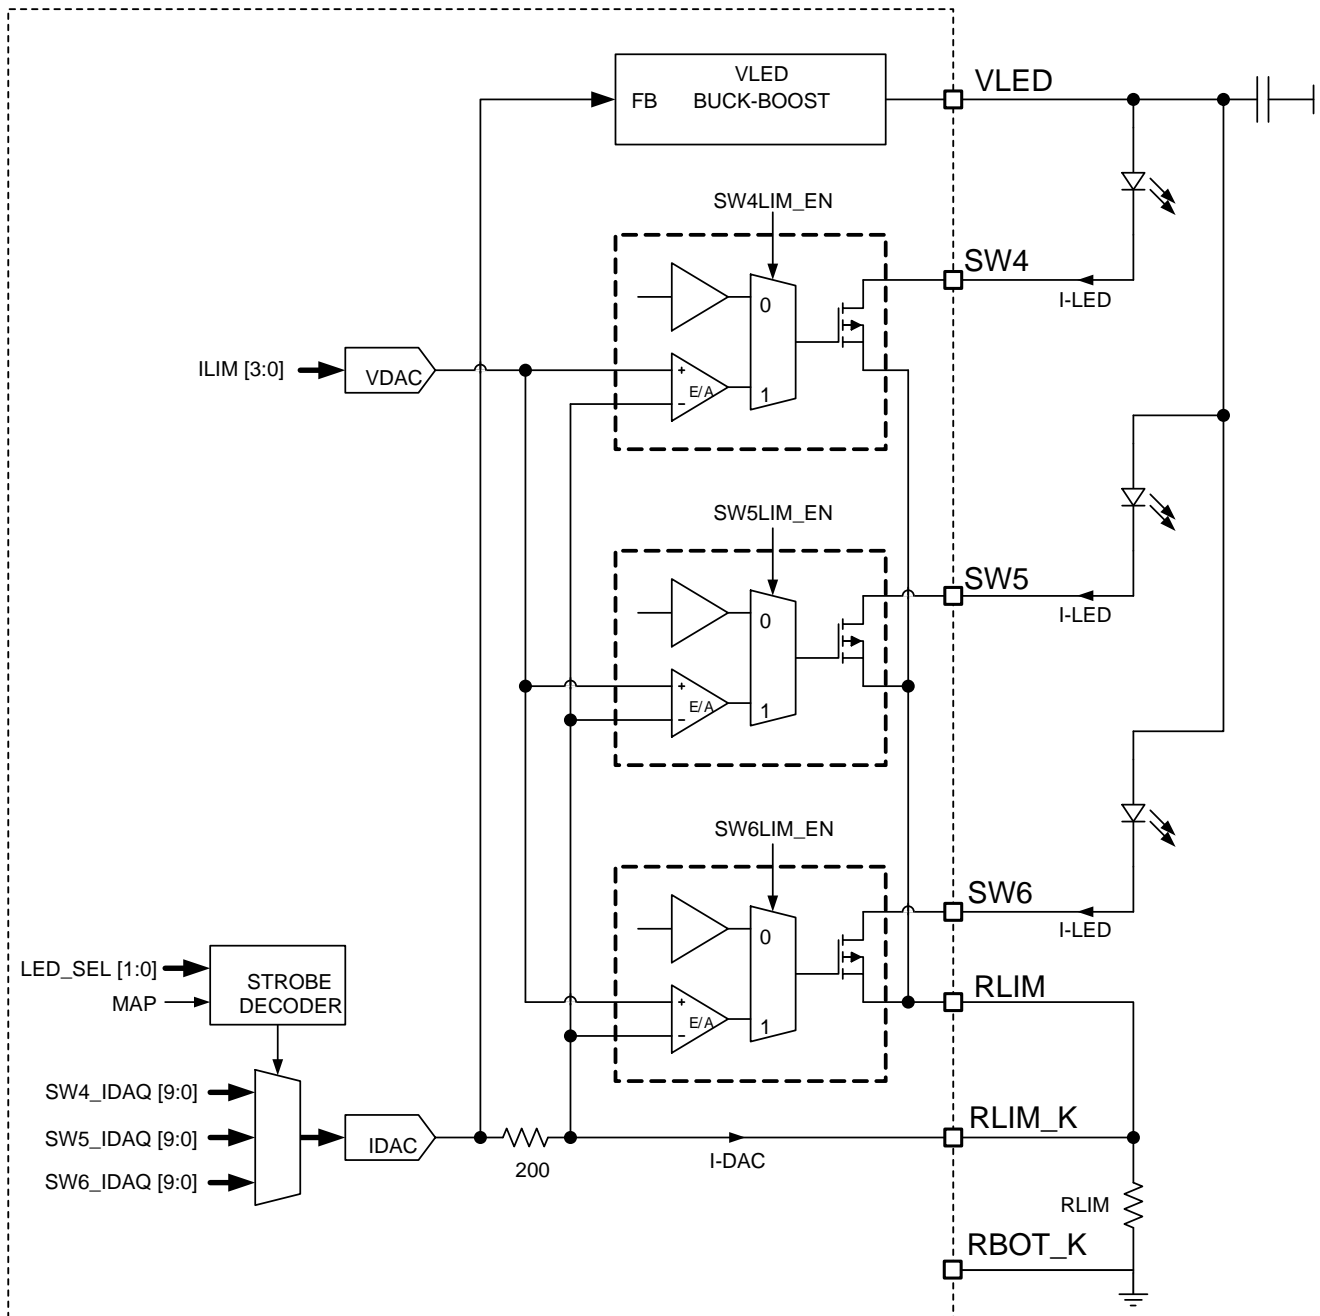 VLED
BUCK-BOOST
FB
VLED
SW4LIM_EN
0
E/A
+
-
1
SW4
I-LED
ILIM [3:0]
VDAC
SW5LIM_EN
0
+
E/A
-
1
SW5
I-LED
SW6LIM_EN
0
+
E/A
-
1
SW6
I-LED
RLIM
LED_SEL [1:0]
MAP
STROBE
DECODER
SW4_IDAQ [9:0]
SW5_IDAQ [9:0]
SW6_IDAQ [9:0]
IDAC
200
I-DAC
RLIM_K
RLIM
RBOT_K